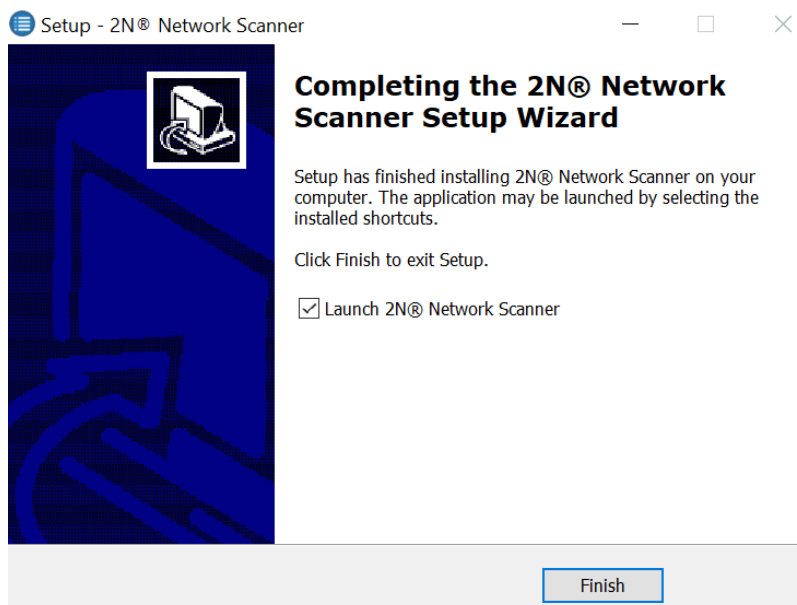 Setup - 2N® Network Scanner
Completing the 2N® Network
Scanner Setup Wizard
Setup has finished installing 2N® Network Scanner on your
computer. The application may be launched by selecting the
installed shortcuts.
Click Finish to exit Setup.
Launch 2N® Network Scanner
Finish